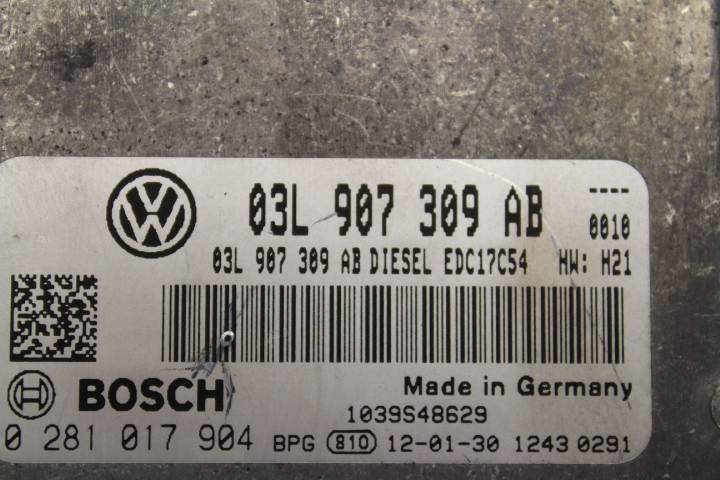 03L 907 309 AB ----
0010
03L 907 309 AB DIESEL EDC17C54 HW: H21
BOSCH Made in Germany
1039S48629
0 281 017 904 BPG 810 12-01-30 1243 0291